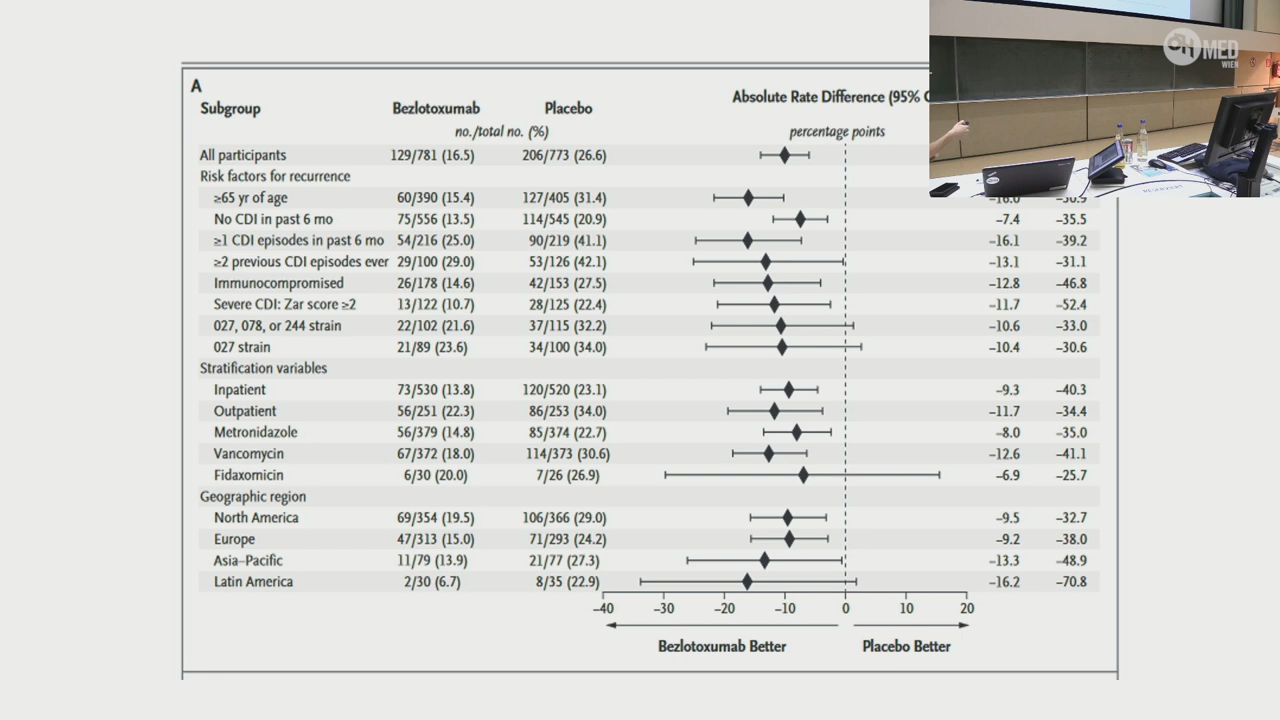 A
Subgroup Bezlotoxumab Placebo Absolute Rate Difference (95%
no./total no. (%) percentage points
All participants 129/781 (16.5) 206/773 (26.6)
Risk factors for recurrence
≥65 yr of age 60/390 (15.4) 127/405 (31.4) –16.0 –50.9
No CDI in past 6 mo 75/556 (13.5) 114/545 (20.9) –7.4 –35.5
≥1 CDI episodes in past 6 mo 54/216 (25.0) 90/219 (41.1) –16.1 –39.2
≥2 previous CDI episodes ever 29/100 (29.0) 53/126 (42.1) –13.1 –31.1
Immunocompromised 26/178 (14.6) 42/153 (27.5) –12.8 –46.8
Severe CDI: Zar score ≥2 13/122 (10.7) 28/125 (22.4) –11.7 –52.4
027, 078, or 244 strain 22/102 (21.6) 37/115 (32.2) –10.6 –33.0
027 strain 21/89 (23.6) 34/100 (34.0) –10.4 –30.6
Stratification variables
Inpatient 73/530 (13.8) 120/520 (23.1) –9.3 –40.3
Outpatient 56/251 (22.3) 86/253 (34.0) –11.7 –34.4
Metronidazole 56/379 (14.8) 85/374 (22.7) –8.0 –35.0
Vancomycin 67/372 (18.0) 114/373 (30.6) –12.6 –41.1
Fidaxomicin 6/30 (20.0) 7/26 (26.9) –6.9 –25.7
Geographic region
North America 69/354 (19.5) 106/366 (29.0) –9.5 –32.7
Europe 47/313 (15.0) 71/293 (24.2) –9.2 –38.0
Asia–Pacific 11/79 (13.9) 21/77 (27.3) –13.3 –48.9
Latin America 2/30 (6.7) 8/35 (22.9) –16.2 –70.8
–40 –30 –20 –10 0 10 20
Bezlotoxumab Better Placebo Better
MED
WIEN